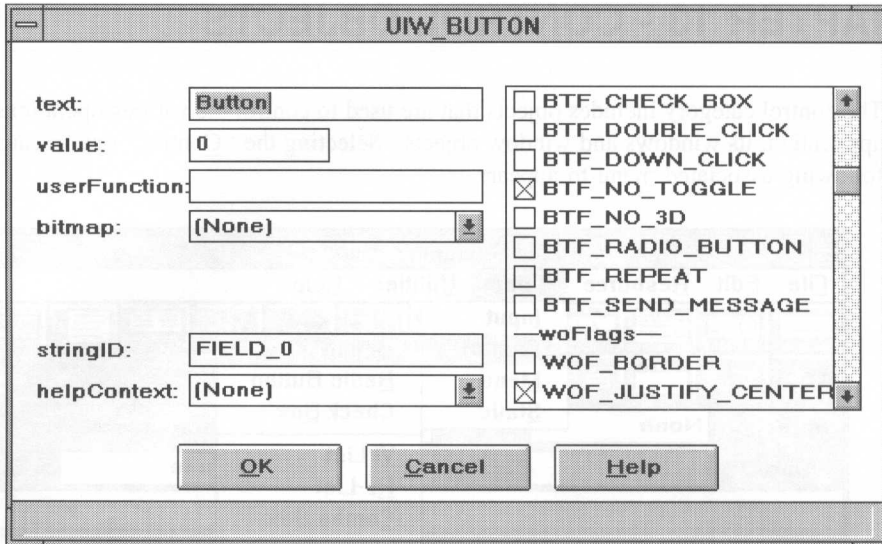 UIW_BUTTON
text: Button
value: 0
userFunction:
bitmap: (None)
stringID: FIELD_0
helpContext: (None)
BTF_CHECK_BOX
BTF_DOUBLE_CLICK
BTF_DOWN_CLICK
BTF_NO_TOGGLE
BTF_NO_3D
BTF_RADIO_BUTTON
BTF_REPEAT
BTF_SEND_MESSAGE
woFlags
WOF_BORDER
WOF_JUSTIFY_CENTER
OK Cancel Help